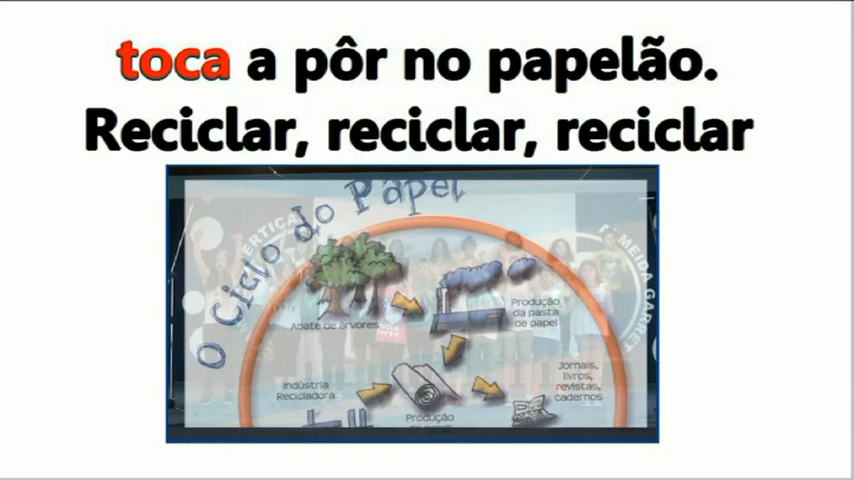 toca a pôr no papelão.
Reciclar, reciclar, reciclar
O Ciclo do Papel
Abate de árvores
Produção
da pasta
de papel
Indústria
Recicladora
Jornais,
livros,
revistas,
cadernos
Produção